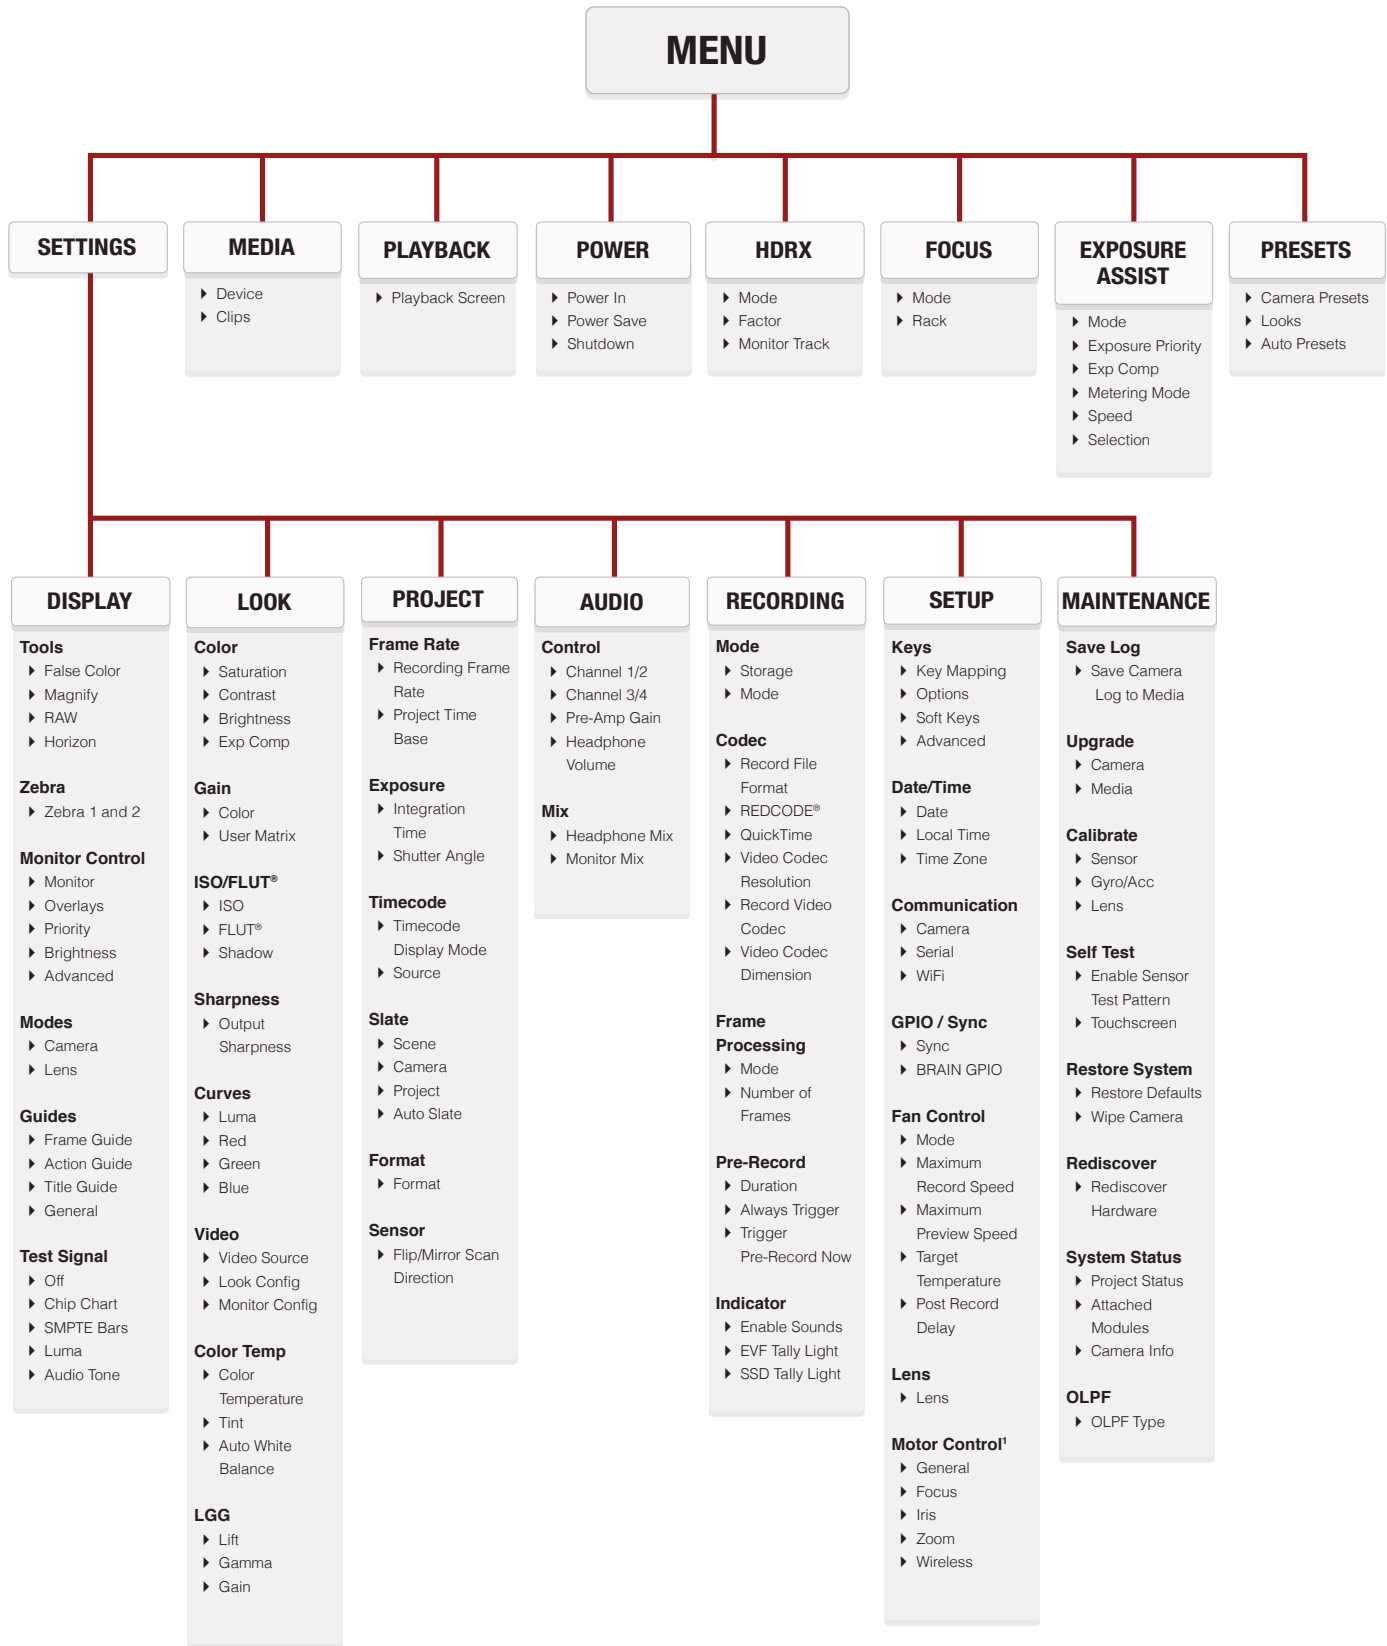 MENU
SETTINGS
MEDIA
Device
Clips
PLAYBACK
Playback Screen
POWER
Power In
Power Save
Shutdown
HDRX
Mode
Factor
Monitor Track
FOCUS
Mode
Rack
EXPOSURE
ASSIST
Mode
Exposure Priority
Exp Comp
Metering Mode
Speed
Selection
PRESETS
Camera Presets
Looks
Auto Presets
DISPLAY
Tools
False Color
Magnify
RAW
Horizon
Zebra
Zebra 1 and 2
Monitor Control
Monitor
Overlays
Priority
Brightness
Advanced
Modes
Camera
Lens
Guides
Frame Guide
Action Guide
Title Guide
General
Test Signal
Off
Chip Chart
SMPTE Bars
Luma
Audio Tone
LOOK
Color
Saturation
Contrast
Brightness
Exp Comp
Gain
Color
User Matrix
ISO/FLUT®
ISO
FLUT®
Shadow
Sharpness
Output
Sharpness
Curves
Luma
Red
Green
Blue
Video
Video Source
Look Config
Monitor Config
Color Temp
Color
Temperature
Tint
Auto White
Balance
LGG
Lift
Gamma
Gain
PROJECT
Frame Rate
Recording Frame
Rate
Project Time
Base
Exposure
Integration
Time
Shutter Angle
Timecode
Timecode
Display Mode
Source
Slate
Scene
Camera
Project
Auto Slate
Format
Format
Sensor
Flip/Mirror Scan
Direction
AUDIO
Control
Channel 1/2
Channel 3/4
Pre-Amp Gain
Headphone
Volume
Mix
Headphone Mix
Monitor Mix
RECORDING
Mode
Storage
Mode
Codec
Record File
Format
REDCODE®
QuickTime
Video Codec
Resolution
Record Video
Codec
Video Codec
Dimension
Frame
Processing
Mode
Number of
Frames
Pre-Record
Duration
Always Trigger
Trigger
Pre-Record Now
Indicator
Enable Sounds
EVF Tally Light
SSD Tally Light
SETUP
Keys
Key Mapping
Options
Soft Keys
Advanced
Date/Time
Date
Local Time
Time Zone
Communication
Camera
Serial
WiFi
GPIO / Sync
Sync
BRAIN GPIO
Fan Control
Mode
Maximum
Record Speed
Maximum
Preview Speed
Target
Temperature
Post Record
Delay
Lens
Lens
Motor Control¹
General
Focus
Iris
Zoom
Wireless
MAINTENANCE
Save Log
Save Camera
Log to Media
Upgrade
Camera
Media
Calibrate
Sensor
Gyro/Acc
Lens
Self Test
Enable Sensor
Test Pattern
Touchscreen
Restore System
Restore Defaults
Wipe Camera
Rediscover
Rediscover
Hardware
System Status
Project Status
Attached
Modules
Camera Info
OLPF
OLPF Type